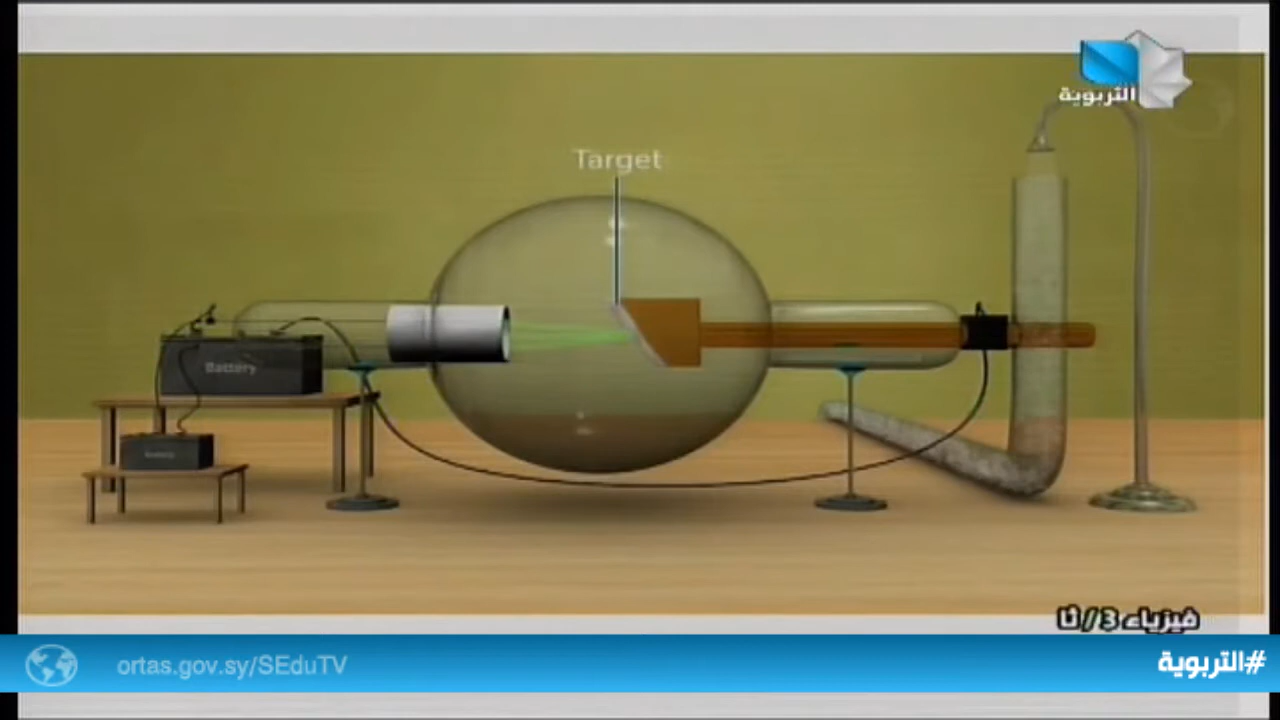 التربوية
Target
Battery
فيزياء 3/ ثا
ortas.gov.sy/SEduTV
#التربوية